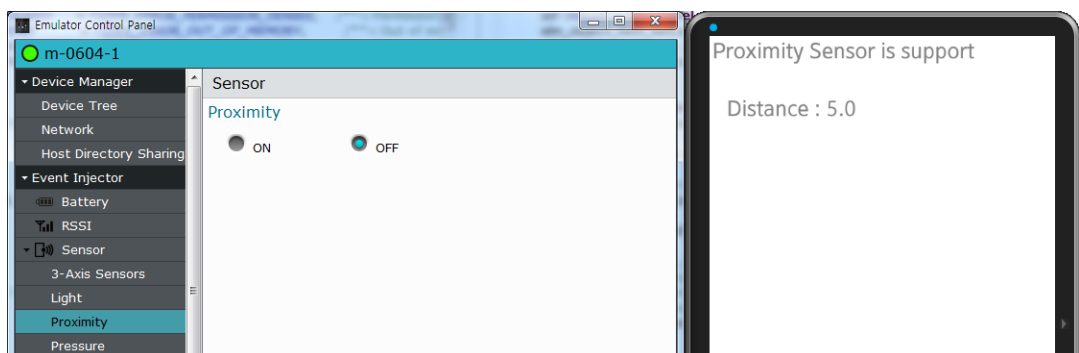 Emulator Control Panel
m-0604-1
Device Manager
Device Tree
Network
Host Directory Sharing
Event Injector
Battery
RSSI
Sensor
3-Axis Sensors
Light
Proximity
Pressure
Sensor
Proximity
ON
OFF
Proximity Sensor is support
Distance : 5.0